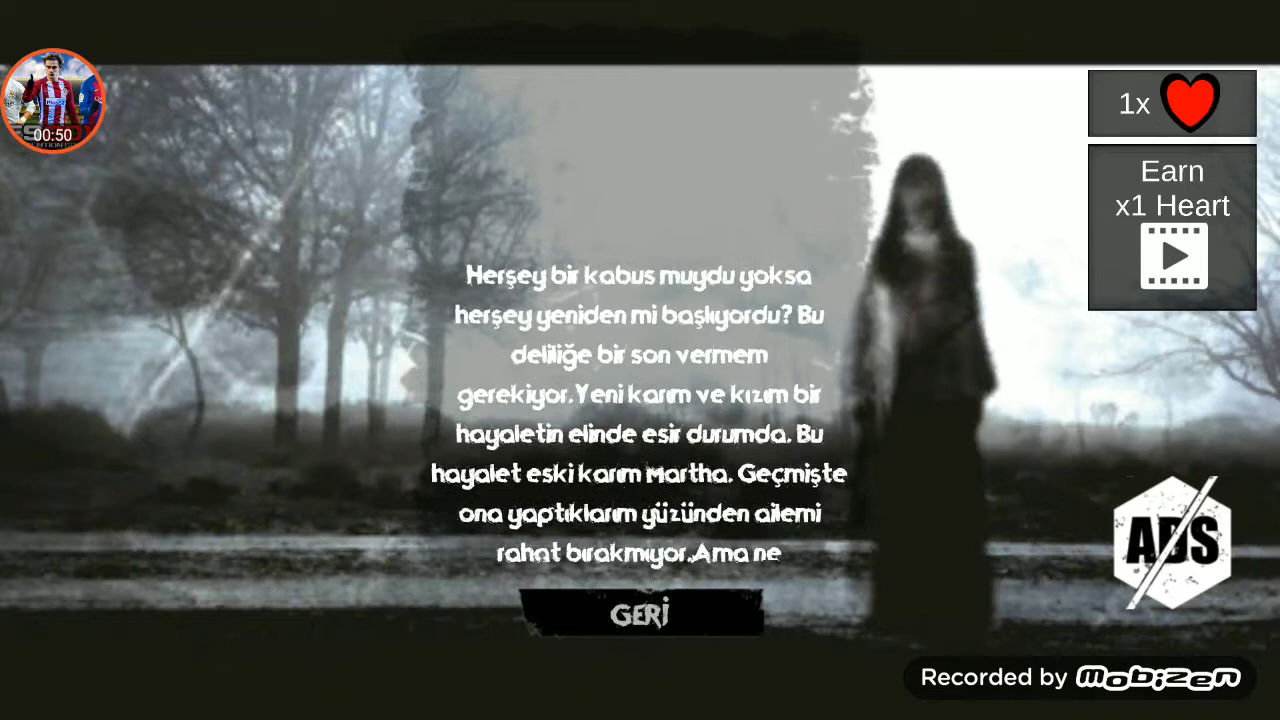 00:50
1x
Earn
x1 Heart
Herşey bir kabus muydu yoksa
herşey yeniden mi başlıyordu? Bu
deliliğe bir son vermem
gerekiyor.Yeni karım ve kızım bir
hayaletin elinde esir durumda. Bu
hayalet eski karım Martha. Geçmişte
ona yaptıklarım yüzünden ailemi
rahat bırakmıyor.Ama ne
GERİ
ADS
Recorded by mobizen